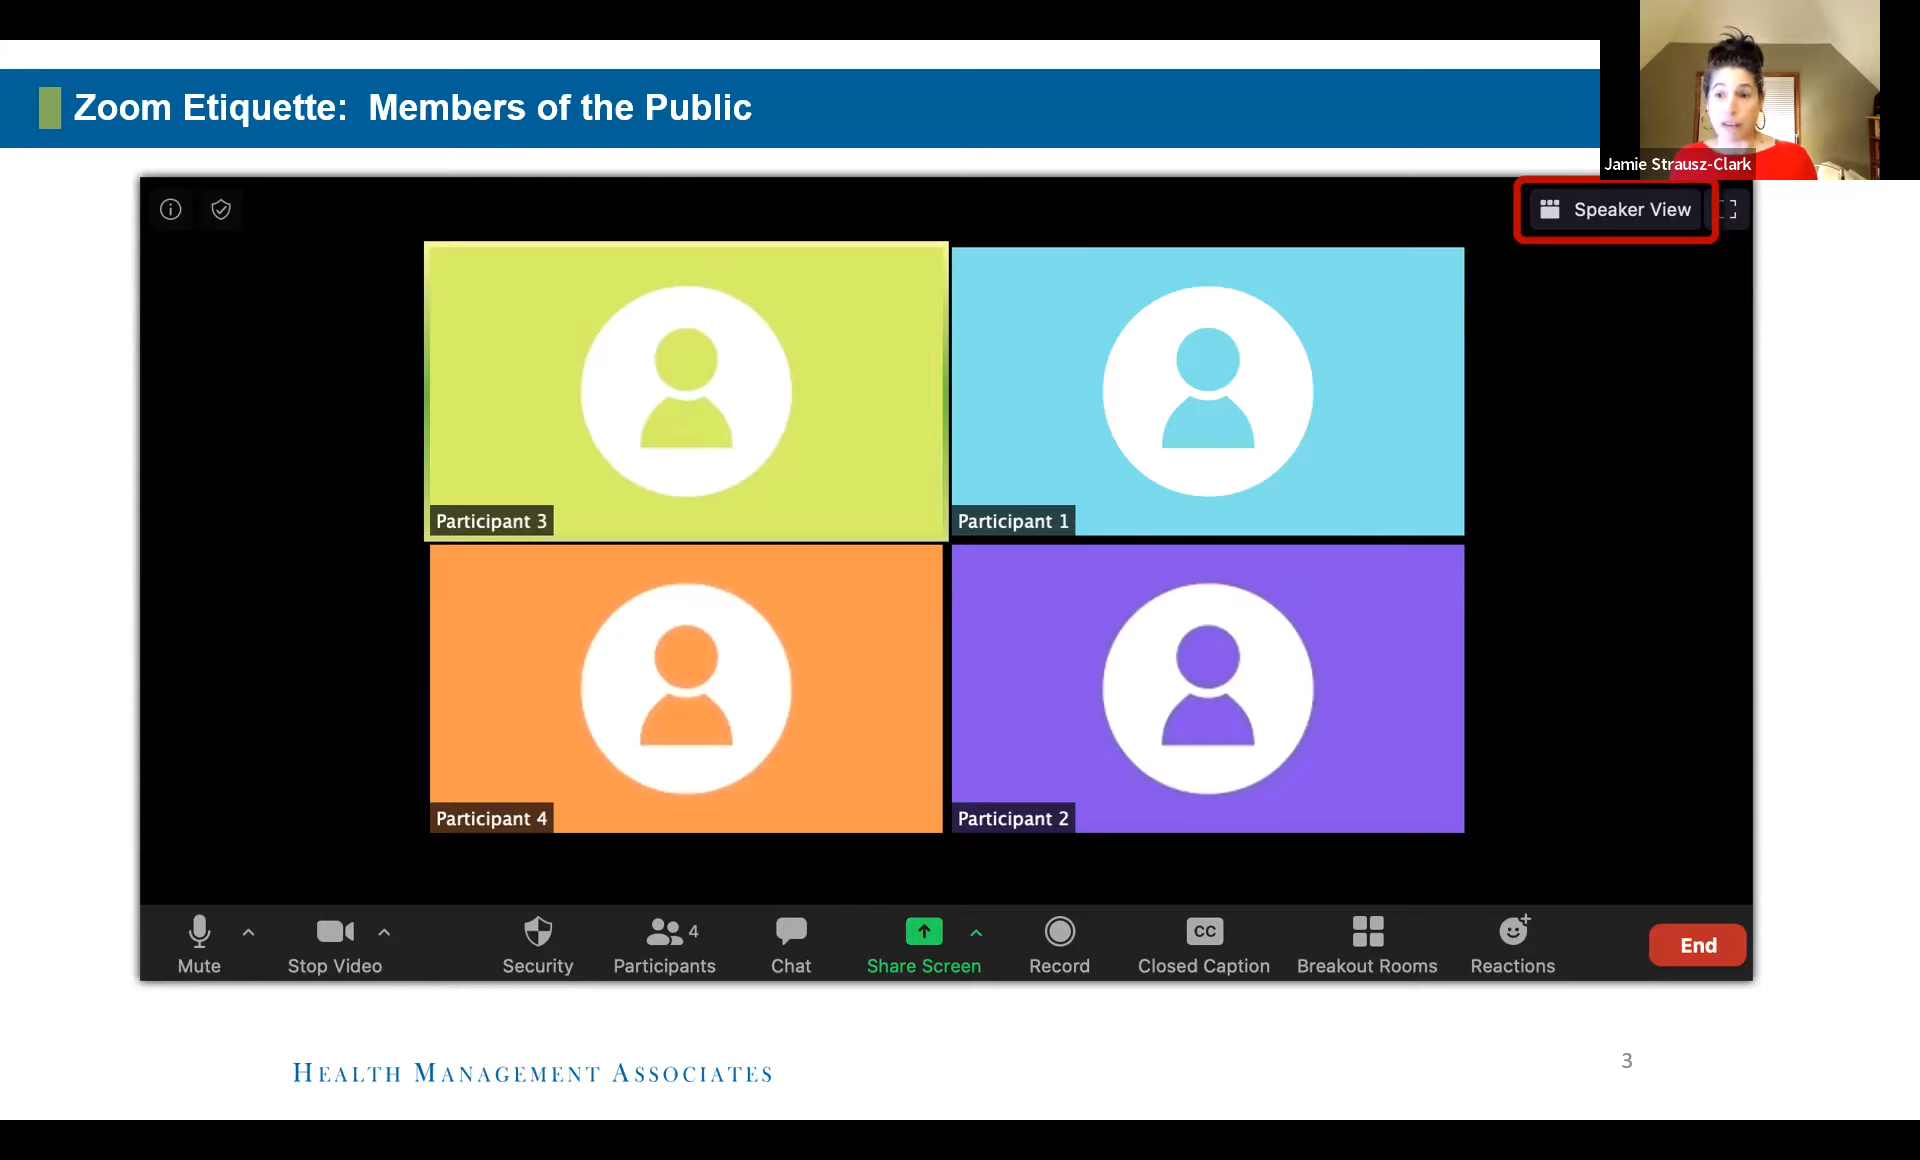 Zoom Etiquette:  Members of the Public
Jamie Strausz-Clark
Speaker View
Participant 3
Participant 1
Participant 4
Participant 2
4
CC
Mute
Stop Video
Security
Participants
Chat
Share Screen
Record
Closed Caption
Breakout Rooms
Reactions
End
HEALTH MANAGEMENT ASSOCIATES
3